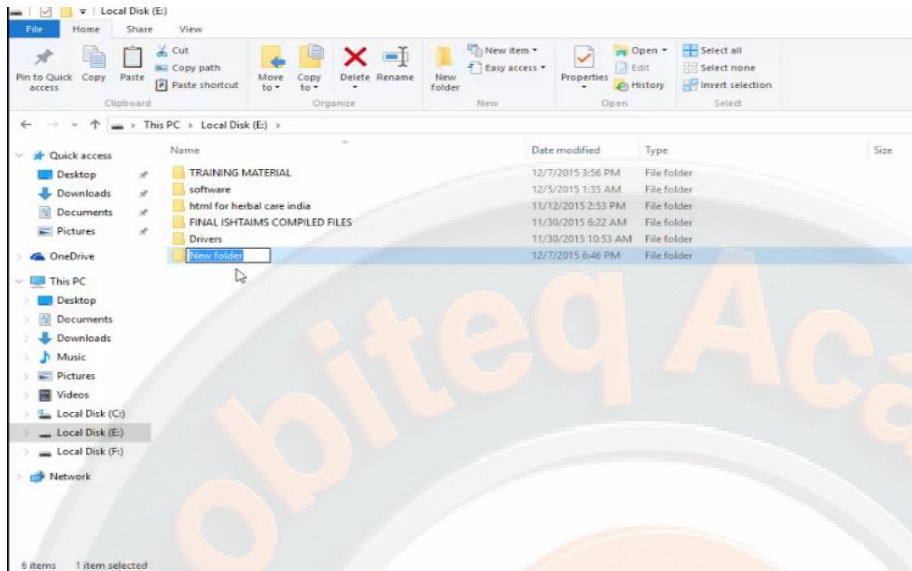 Local Disk (E:)
File Home Share View
Pin to Quick access
Copy
Paste
Cut
Copy path
Paste shortcut
Clipboard
Move to
Copy to
Delete
Rename
Organize
New folder
New item
Easy access
New
Properties
Open
Edit
History
Open
Select all
Select none
Invert selection
Select
This PC > Local Disk (E:) >
Name Date modified Type Size
TRAINING MATERIAL 12/7/2015 3:56 PM File folder
software 12/5/2015 1:35 AM File folder
html for herbal care india 11/12/2015 2:53 PM File folder
FINAL ISHTAIMS COMPILED FILES 11/30/2015 6:22 AM File folder
Drivers 11/30/2015 10:53 AM File folder
New folder 12/7/2015 6:46 PM File folder
Quick access
Desktop
Downloads
Documents
Pictures
OneDrive
This PC
Desktop
Documents
Downloads
Music
Pictures
Videos
Local Disk (C:)
Local Disk (E:)
Local Disk (F:)
Network
6 items 1 item selected
obiteq Aca